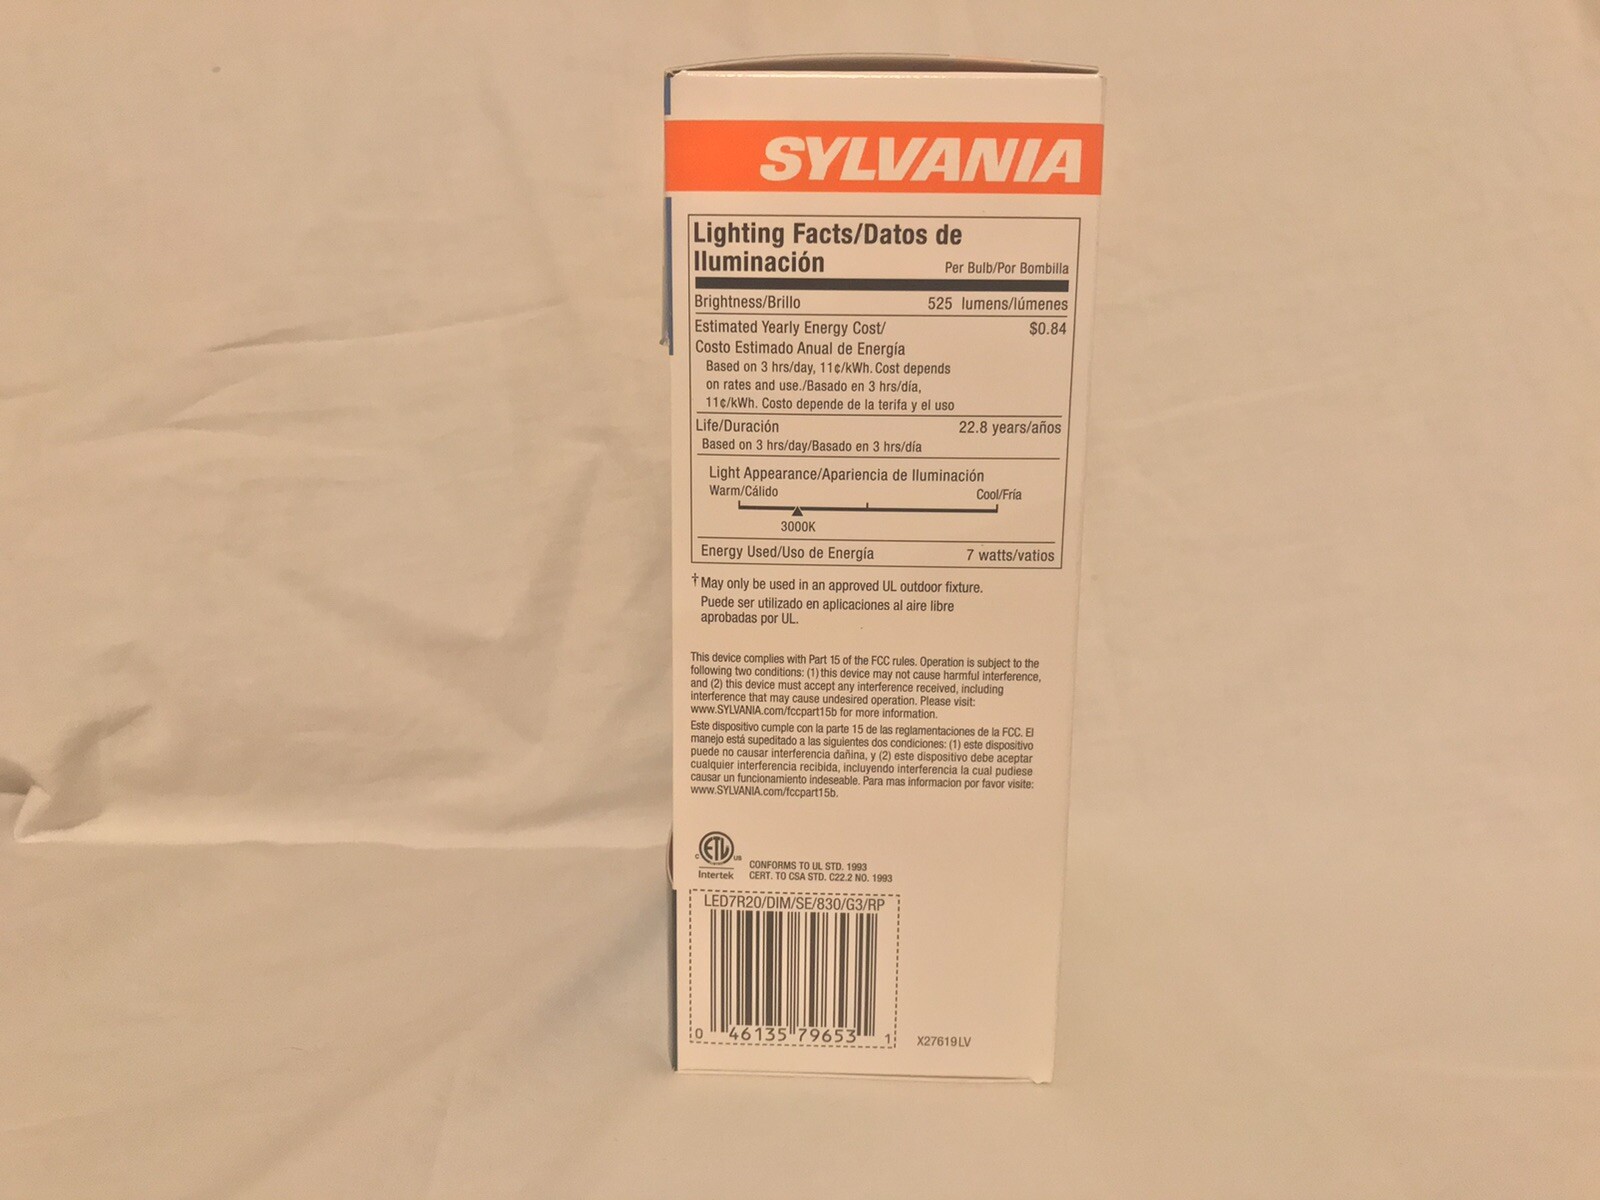 SYLVANIA
Lighting Facts/Datos de
Iluminación
Per Bulb/Por Bombilla
Brightness/Brillo 525 lumens/lúmenes
Estimated Yearly Energy Cost/ $0.84
Costo Estimado Anual de Energía
Based on 3 hrs/day, 11¢/kWh. Cost depends
on rates and use./Basado en 3 hrs/día,
11¢/kWh. Costo depende de la terifa y el uso
Life/Duración 22.8 years/años
Based on 3 hrs/day/Basado en 3 hrs/día
Light Appearance/Apariencia de Iluminación
Warm/Cálido Cool/Fría
3000K
Energy Used/Uso de Energía 7 watts/vatios
† May only be used in an approved UL outdoor fixture.
Puede ser utilizado en aplicaciones al aire libre
aprobadas por UL.
This device complies with Part 15 of the FCC rules. Operation is subject to the
following two conditions: (1) this device may not cause harmful interference,
and (2) this device must accept any interference received, including
interference that may cause undesired operation. Please visit:
www.SYLVANIA.com/fccpart15b for more information.
Este dispositivo cumple con la parte 15 de las reglamentaciones de la FCC. El
manejo está supeditado a las siguientes dos condiciones: (1) este dispositivo
puede no causar interferencia dañina, y (2) este dispositivo debe aceptar
cualquier interferencia recibida, incluyendo interferencia la cual pudiese
causar un funcionamiento indeseable. Para mas informacion por favor visite:
www.SYLVANIA.com/fccpart15b.
C ETL US
Intertek
CONFORMS TO UL STD. 1993
CERT. TO CSA STD. C22.2 NO. 1993
LED7R20/DIM/SE/830/G3/RP
0 46135 79653 1
X27619LV